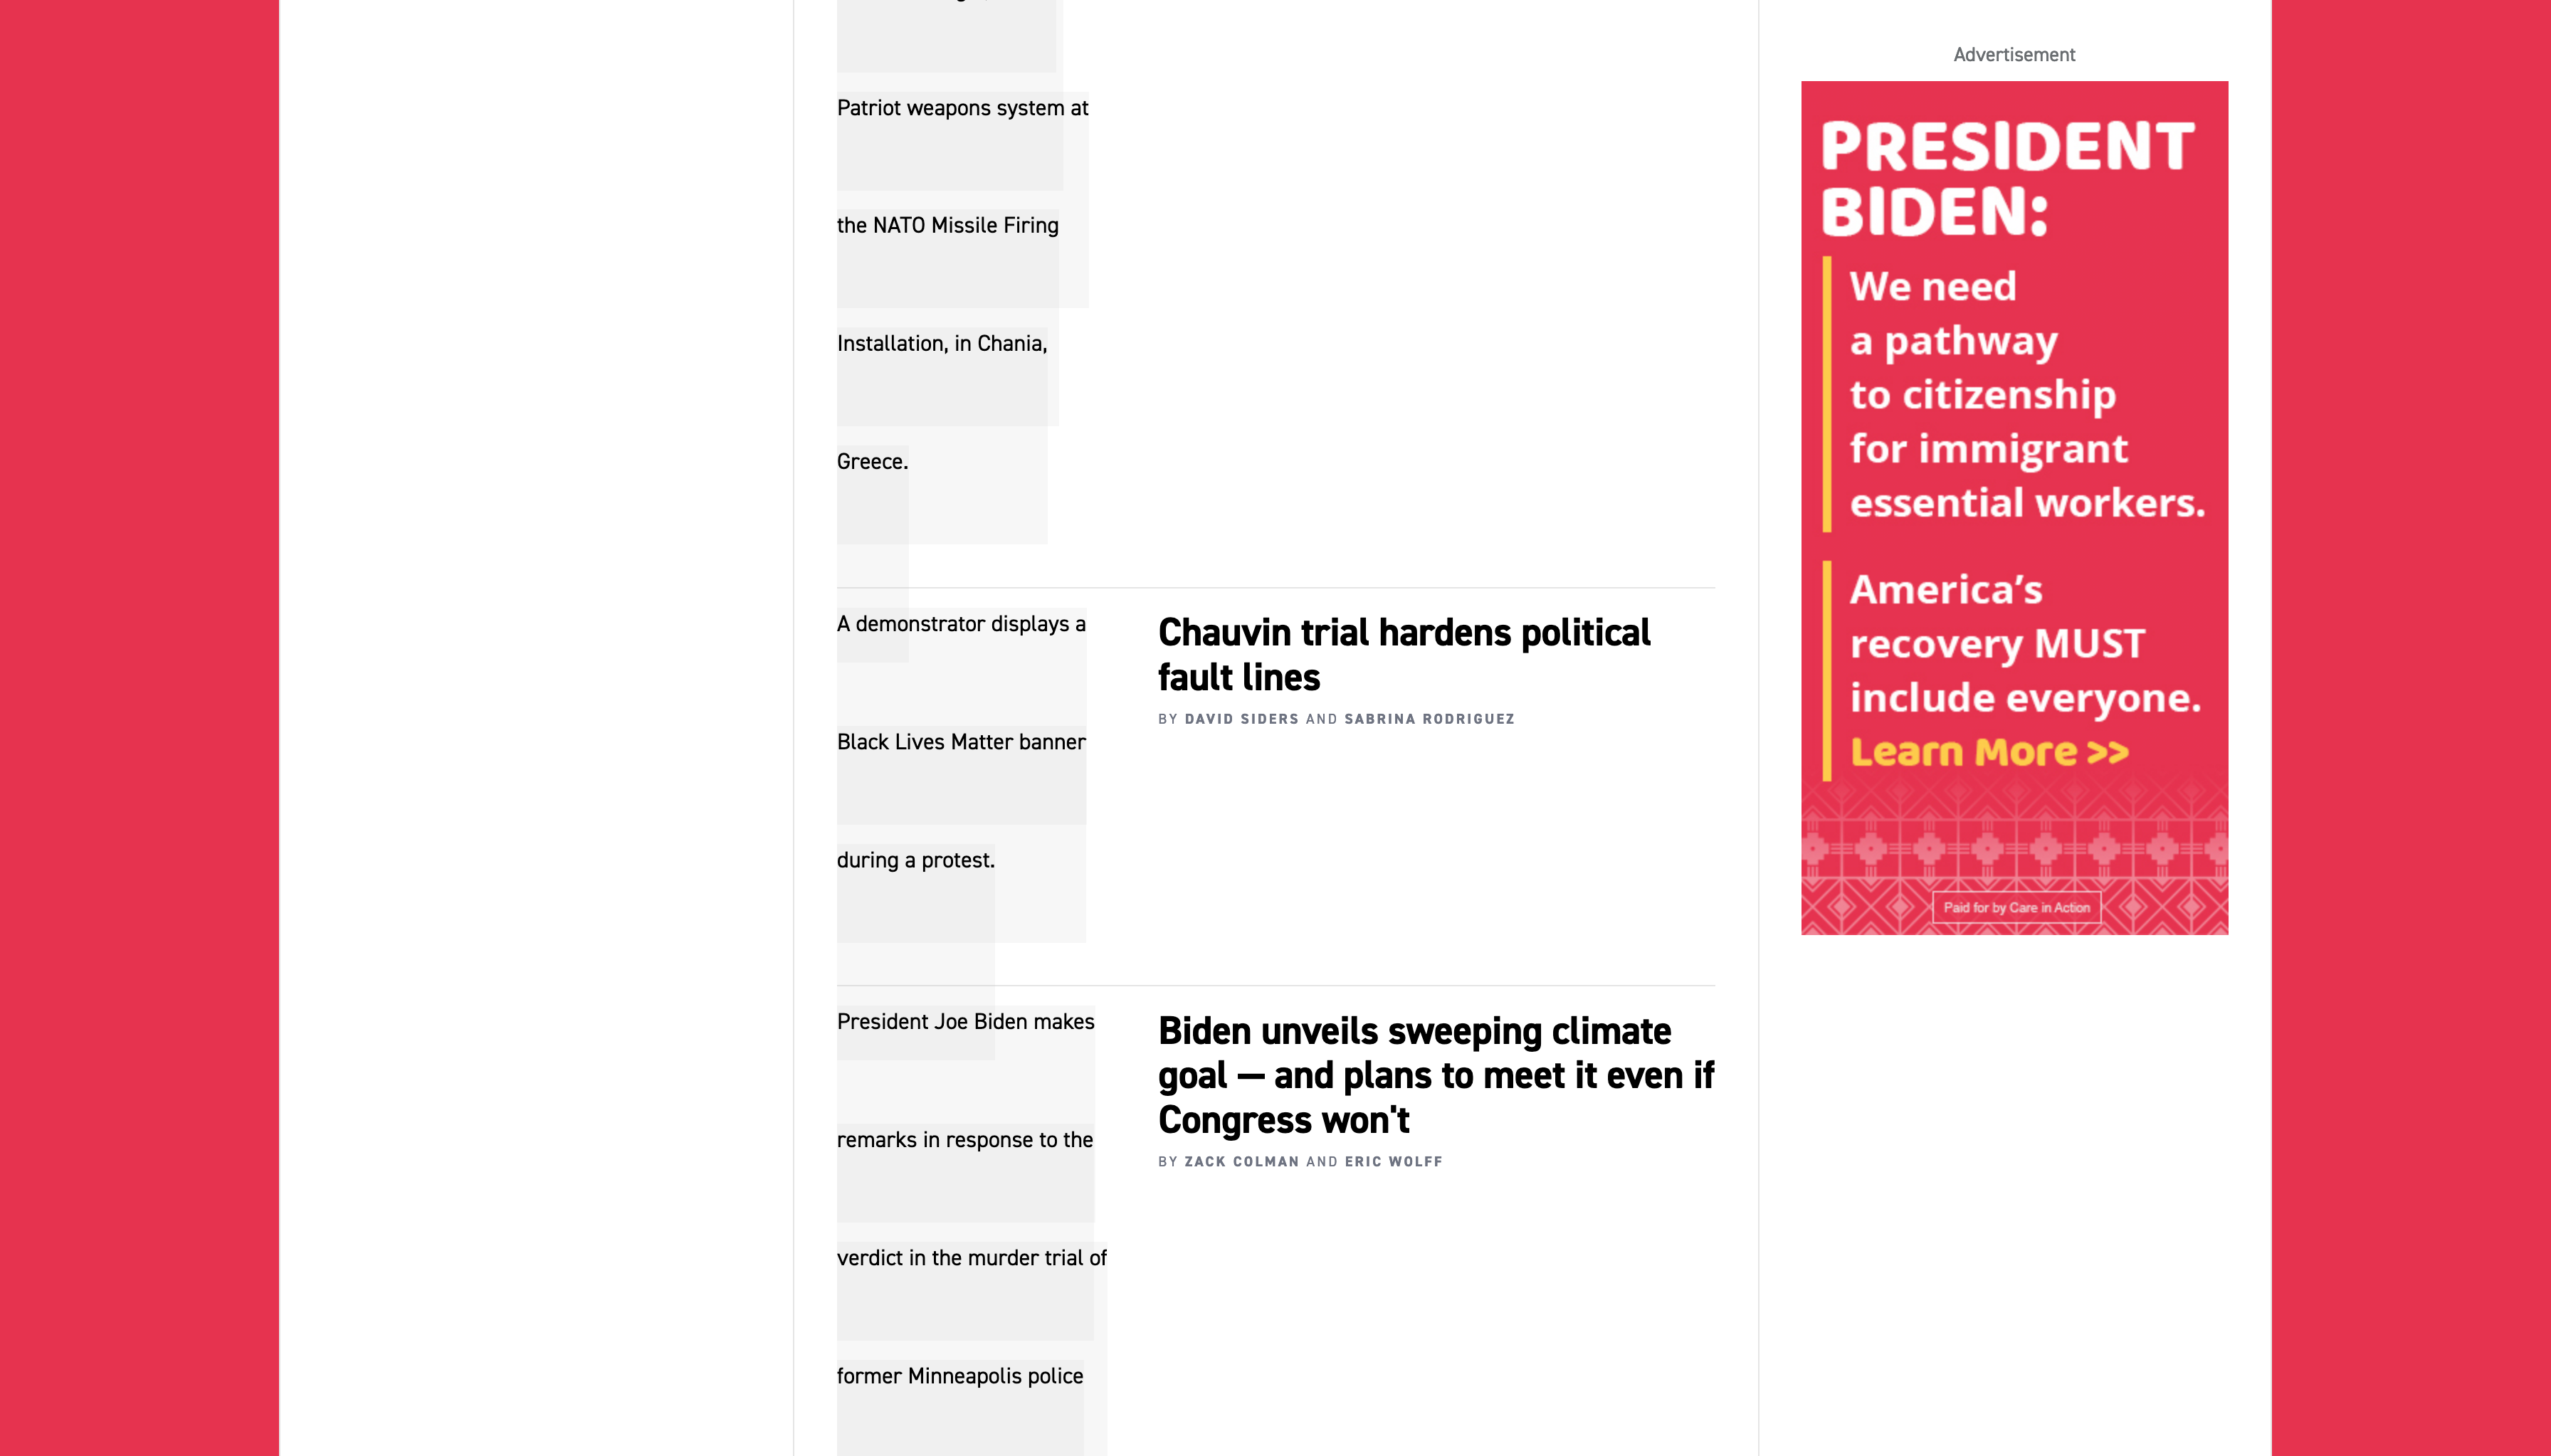 Patriot weapons system at
the NATO Missile Firing
Installation, in Chania,
Greece.
A demonstrator displays a
Black Lives Matter banner
during a protest.
Chauvin trial hardens political
fault lines
BY DAVID SIDERS AND SABRINA RODRIGUEZ
President Joe Biden makes
remarks in response to the
verdict in the murder trial of
former Minneapolis police
Biden unveils sweeping climate
goal — and plans to meet it even if
Congress won't
BY ZACK COLMAN AND ERIC WOLFF
Advertisement
PRESIDENT
BIDEN:
We need
a pathway
to citizenship
for immigrant
essential workers.
America’s
recovery MUST
include everyone.
Learn More >>
Paid for by Care in Action